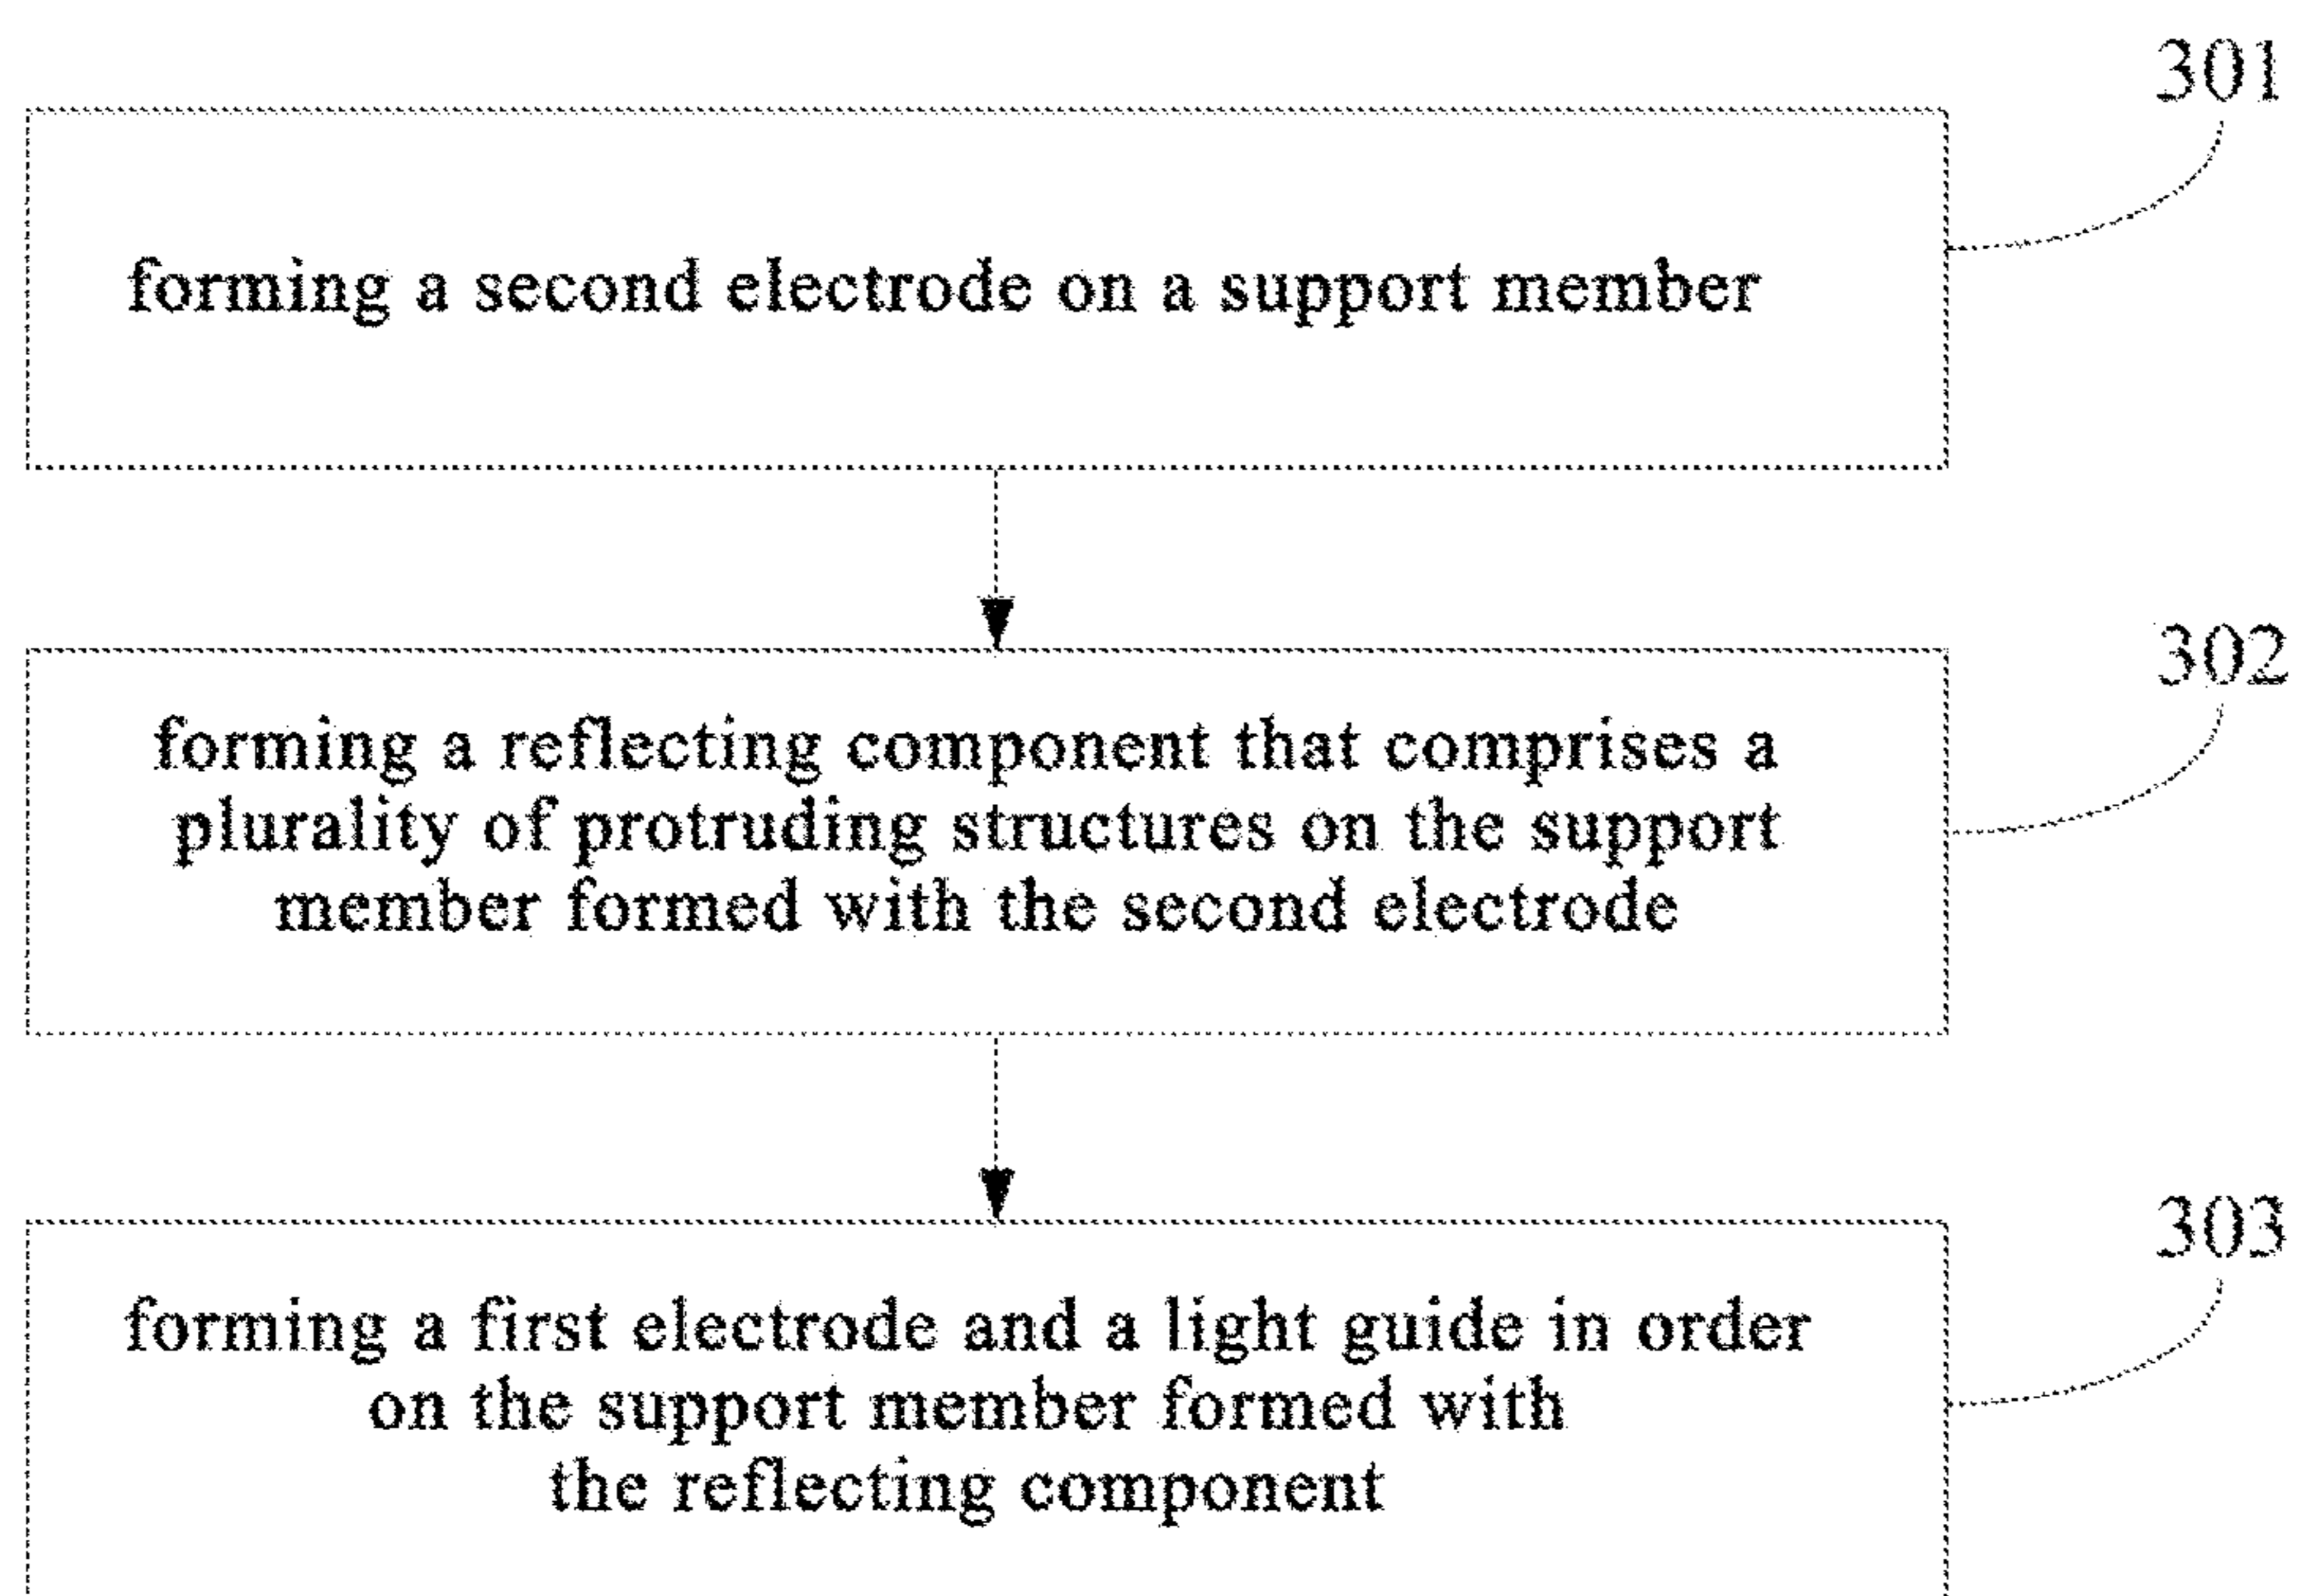 301
forming a second electrode on a support member
302
forming a reflecting component that comprises a
plurality of protruding structures on the support
member formed with the second electrode
303
forming a first electrode and a light guide in order
on the support member formed with
the reflecting component